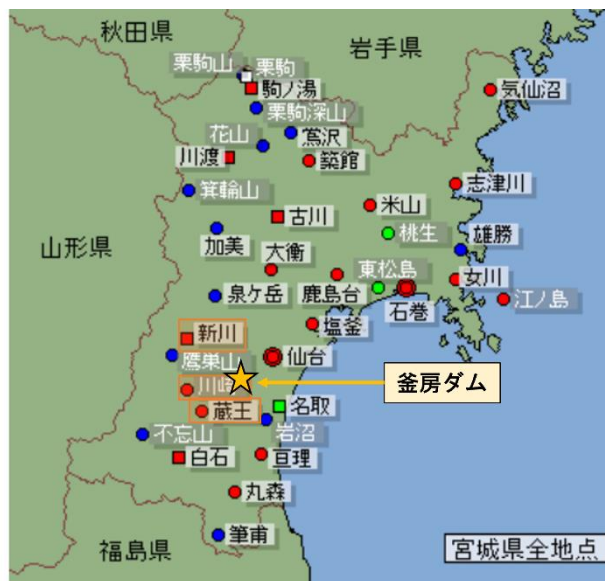 秋田県
岩手県
栗駒山
栗駒
駒ノ湯
気仙沼
栗駒深山
花山
鶯沢
川渡
築館
箕輪山
志津川
米山
古川
山形県
加美
桃生
雄勝
大衡
東松島
女川
泉ケ岳
鹿島台
石巻
江ノ島
塩釜
新川
鷹巣山
仙台
釜房ダム
川崎
蔵王
名取
不忘山
岩沼
白石
亘理
丸森
筆甫
福島県
宮城県全地点